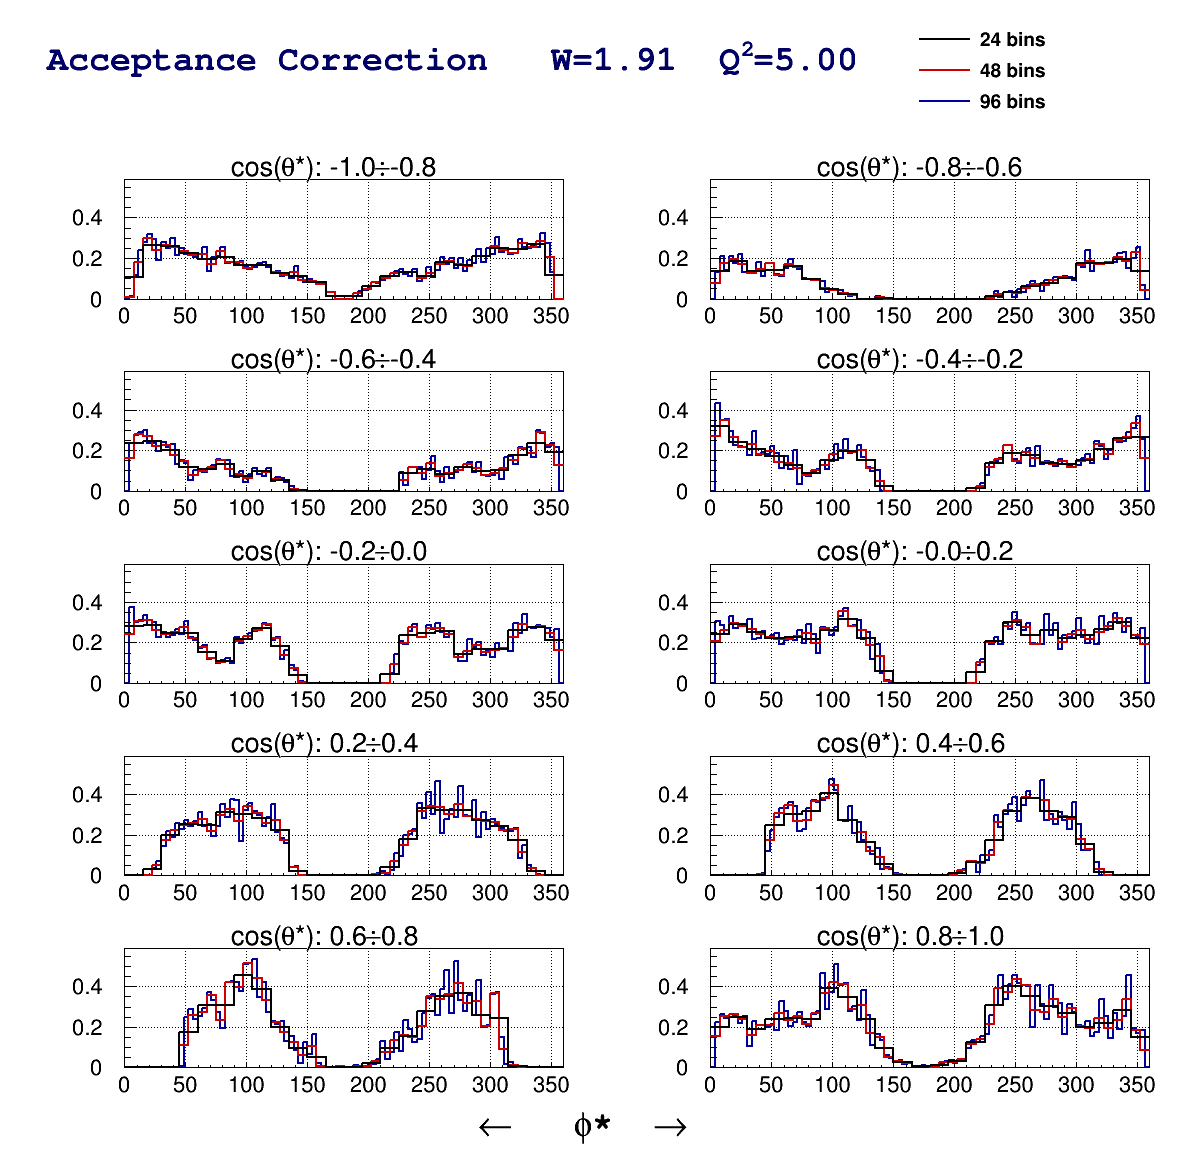 Acceptance Correction W=1.91 Q²=5.00
24 bins
48 bins
96 bins
cos(θ*): -1.0÷-0.8
0.4
0.2
0
0 50 100 150 200 250 300 350
cos(θ*): -0.8÷-0.6
0.4
0.2
0
0 50 100 150 200 250 300 350
cos(θ*): -0.6÷-0.4
0.4
0.2
0
0 50 100 150 200 250 300 350
cos(θ*): -0.4÷-0.2
0.4
0.2
0
0 50 100 150 200 250 300 350
cos(θ*): -0.2÷0.0
0.4
0.2
0
0 50 100 150 200 250 300 350
cos(θ*): -0.0÷0.2
0.4
0.2
0
0 50 100 150 200 250 300 350
cos(θ*): 0.2÷0.4
0.4
0.2
0
0 50 100 150 200 250 300 350
cos(θ*): 0.4÷0.6
0.4
0.2
0
0 50 100 150 200 250 300 350
cos(θ*): 0.6÷0.8
0.4
0.2
0
0 50 100 150 200 250 300 350
cos(θ*): 0.8÷1.0
0.4
0.2
0
0 50 100 150 200 250 300 350
← ϕ* →